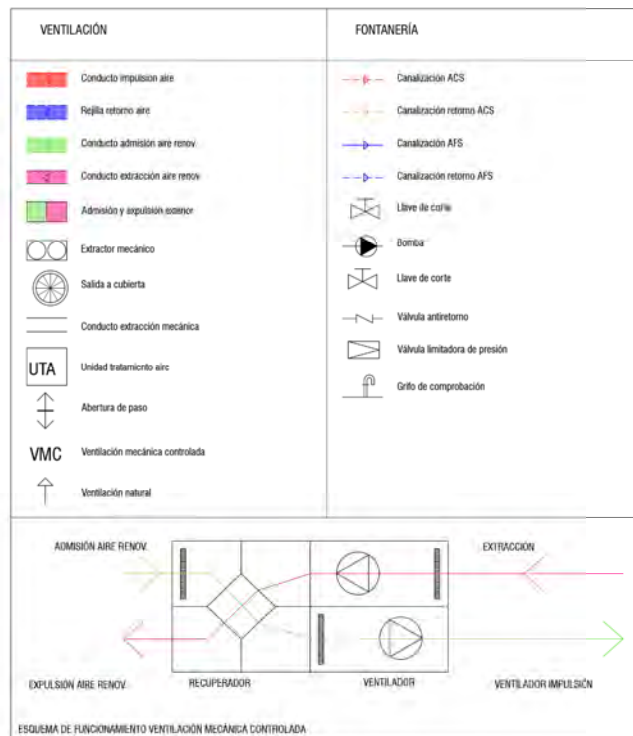 VENTILACIÓN
Conducto impulsion aire
Rejilla retorno aire
Conducto admisión aire renov.
Conducto extracción aire renov.
Admisión y expulsión exterior
Extractor mecánico
Salida a cubierta
Conducto extracción mecánica
UTA
Unidad tratamiento aire
Abertura de paso
VMC
Ventilación mecánica controlada
Ventilación natural
FONTANERÍA
Canalización ACS
Canalización retorno ACS
Canalización AFS
Canalización retorno AFS
Llave de corte
Bomba
Llave de corte
Válvula antiretorno
Válvula limitadora de presión
Grifo de comprobación
ADMISIÓN AIRE RENOV.
EXTRACCIÓN
EXPULSIÓN AIRE RENOV.
RECUPERADOR
VENTILADOR
VENTILADOR IMPULSIÓN
ESQUEMA DE FUNCIONAMIENTO VENTILACIÓN MECÁNICA CONTROLADA